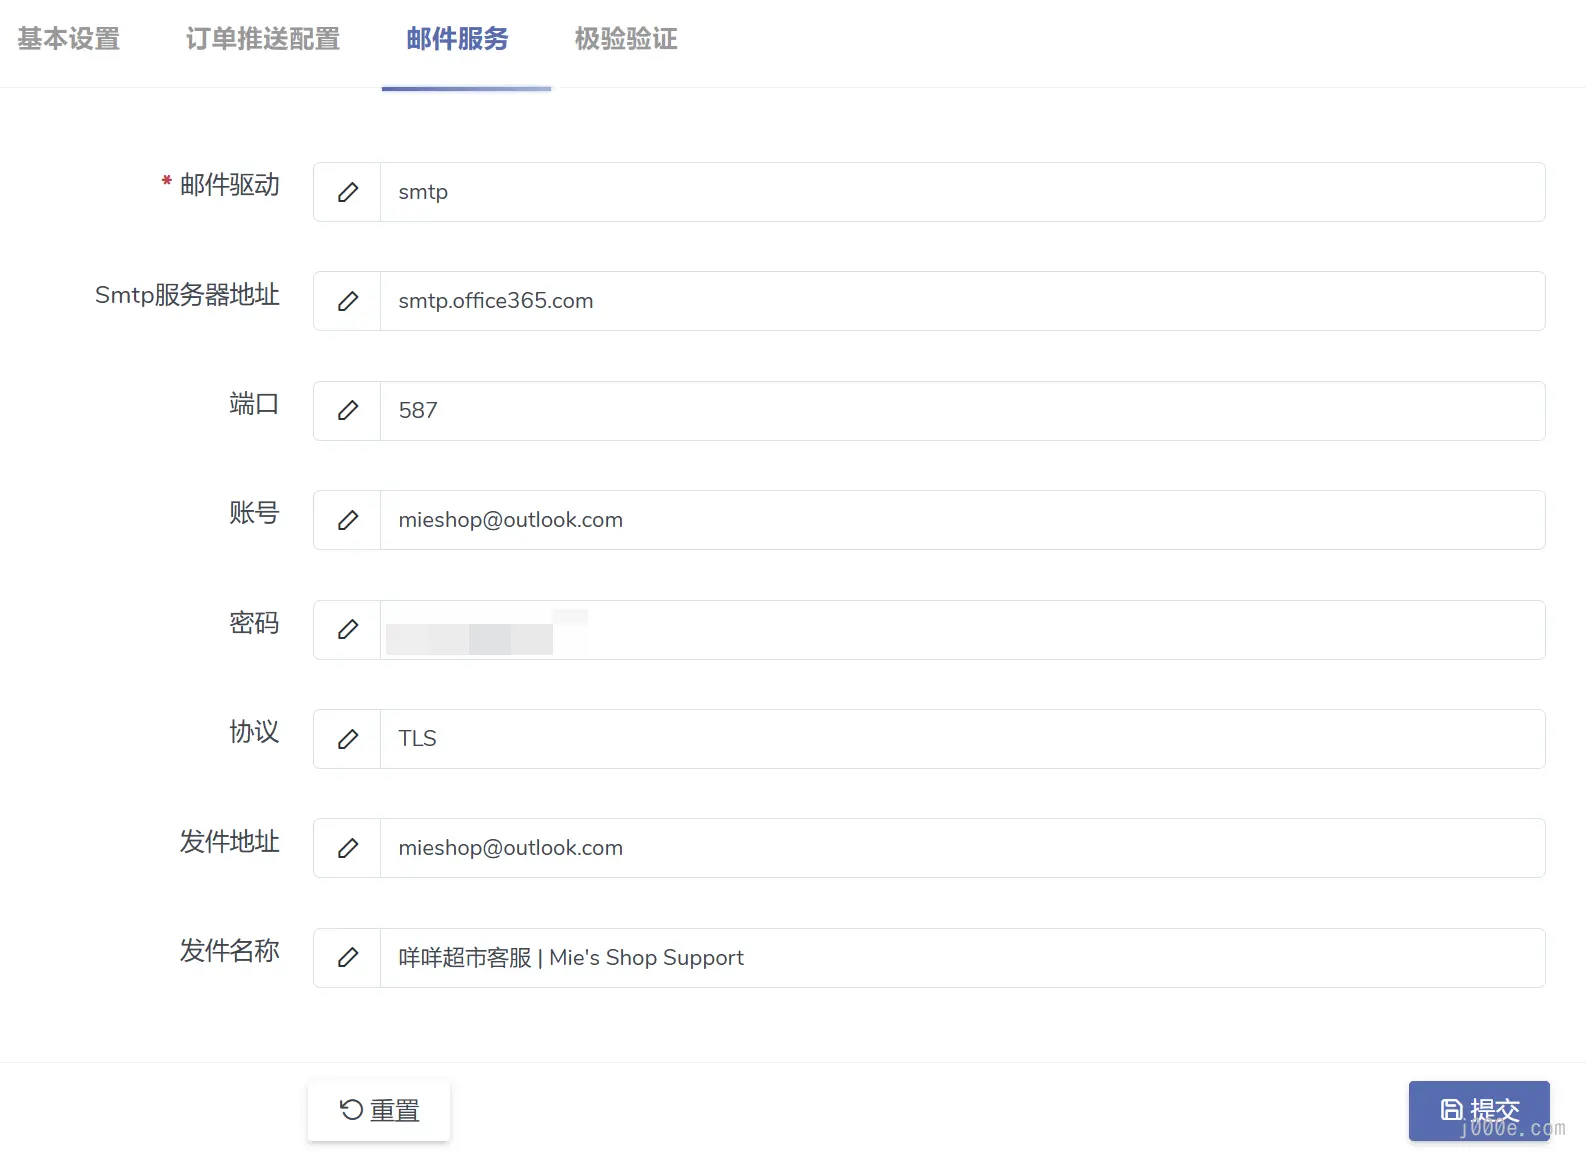 基本设置 订单推送配置 邮件服务 极验验证
* 邮件驱动 smtp
Smtp服务器地址 smtp.office365.com
端口 587
账号 mieshop@outlook.com
密码
协议 TLS
发件地址 mieshop@outlook.com
发件名称 咩咩超市客服 | Mie's Shop Support
重置 提交
j000e.com